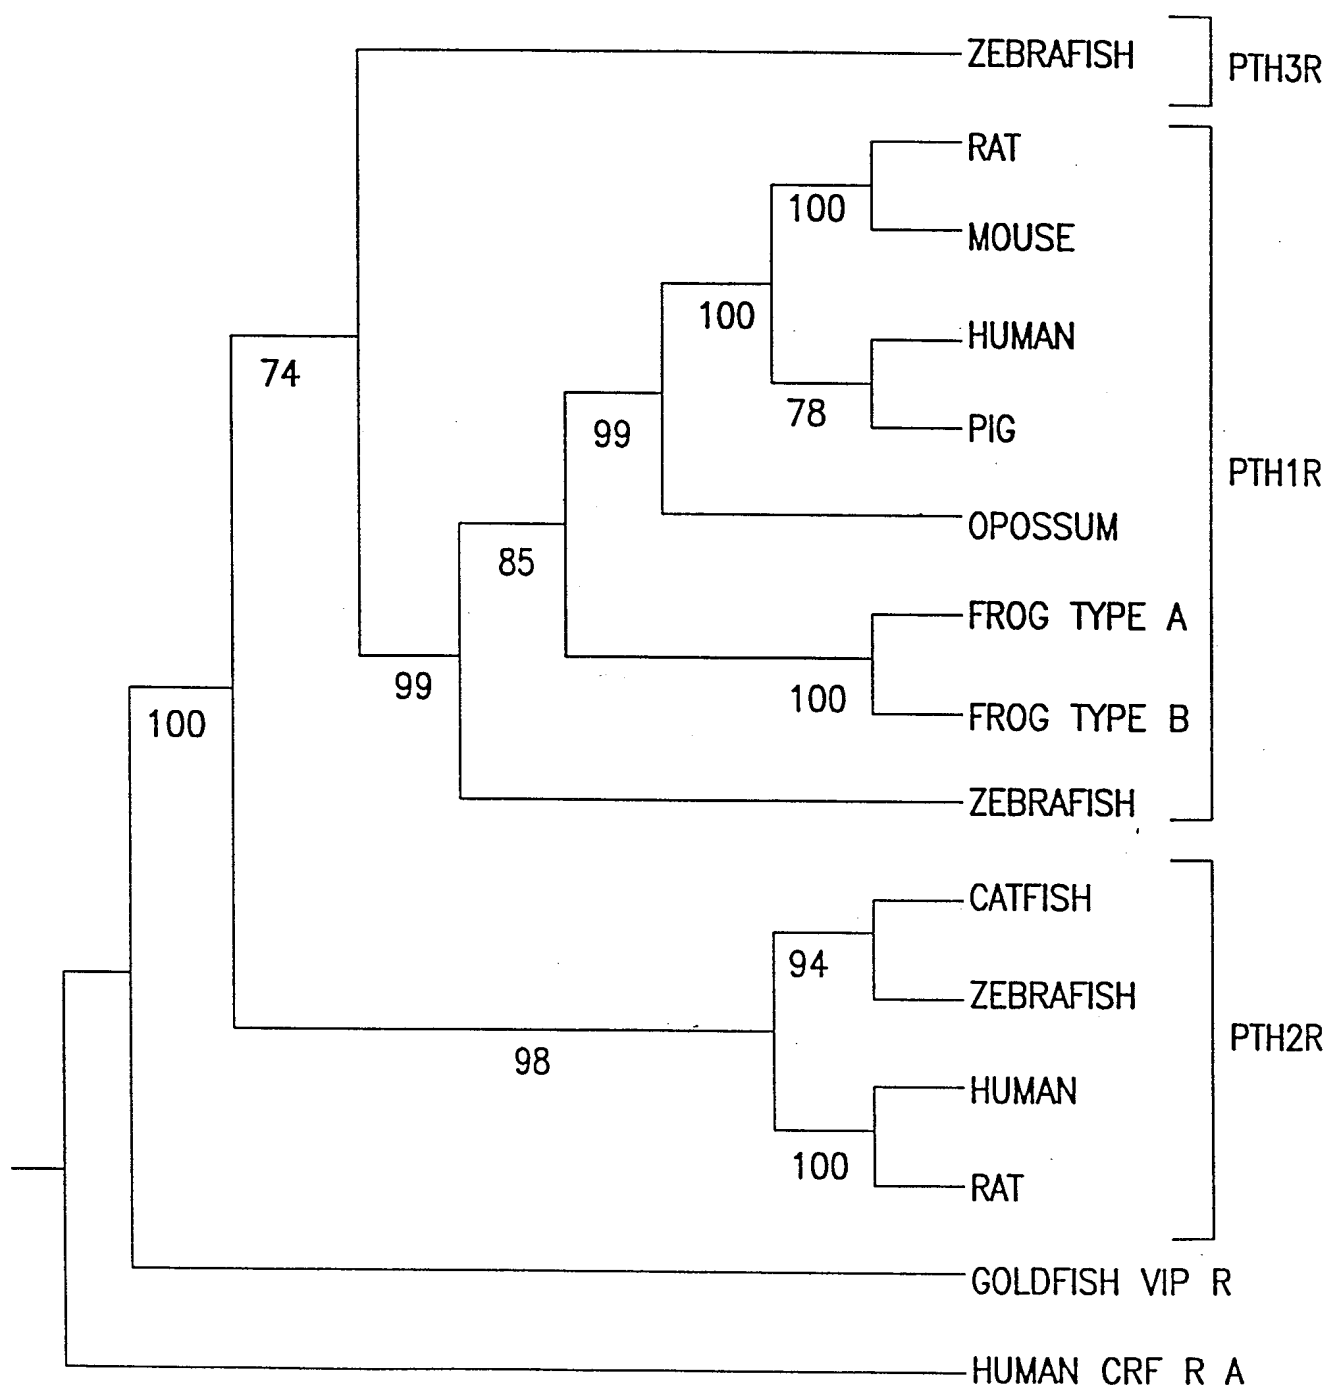 ZEBRAFISH
PTH3R
RAT
100
MOUSE
100
HUMAN
74
78
99
PIG
PTH1R
OPOSSUM
85
FROG TYPE A
99
100
FROG TYPE B
100
ZEBRAFISH
CATFISH
94
ZEBRAFISH
PTH2R
98
HUMAN
100
RAT
GOLDFISH VIP R
HUMAN CRF R A